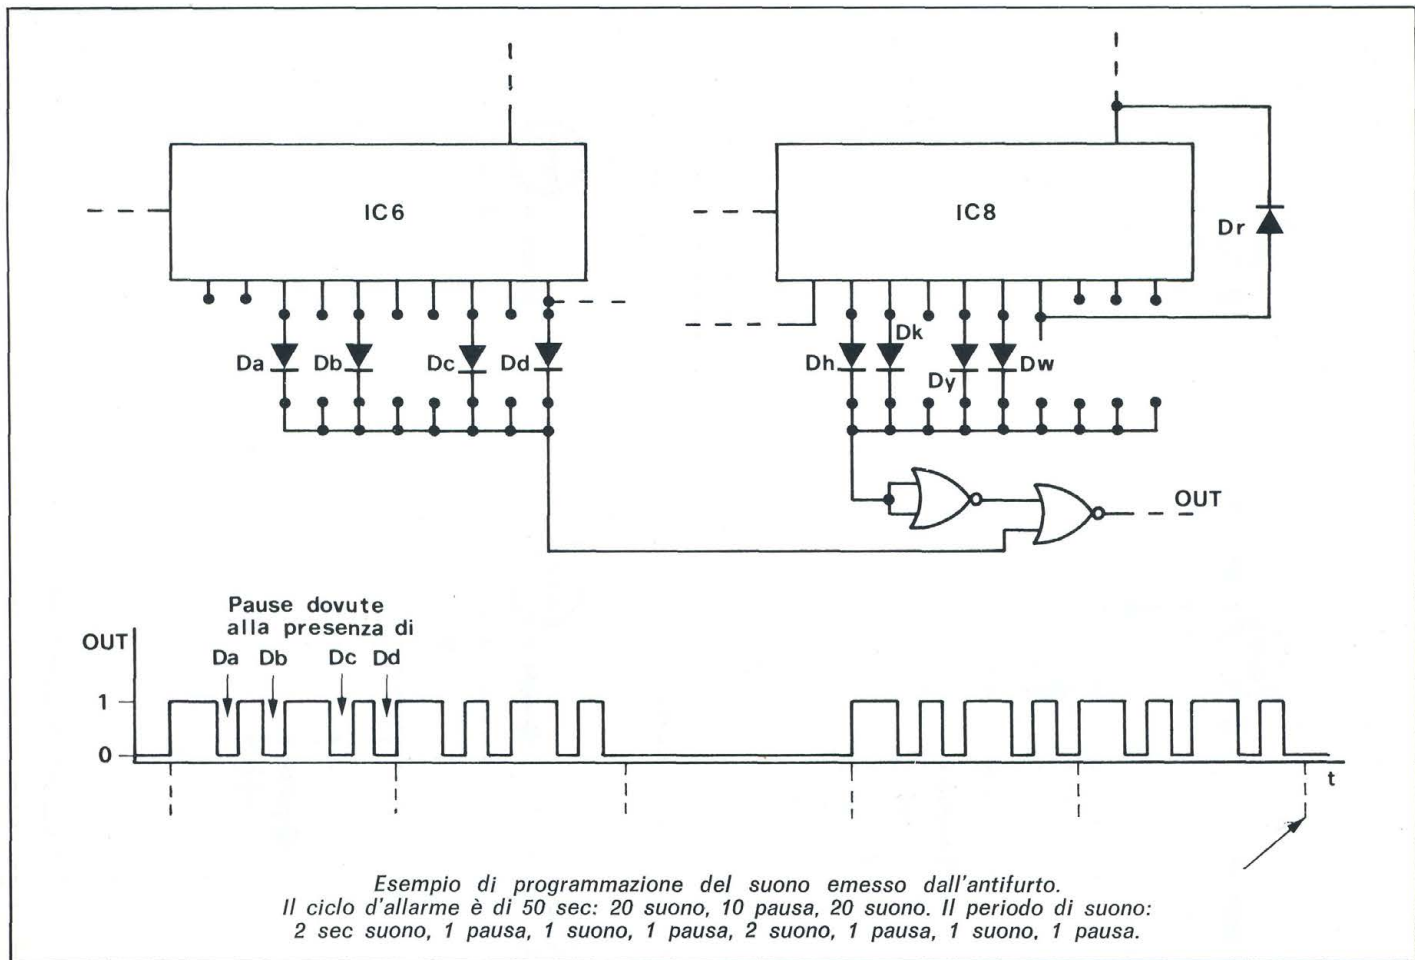 IC6
IC8
Dr
Da
Db
Dc
Dd
Dh
Dk
Dy
Dw
OUT
Pause dovute
alla presenza di
Da Db Dc Dd
OUT
1
0
t
Esempio di programmazione del suono emesso dall'antifurto.
Il ciclo d'allarme è di 50 sec: 20 suono, 10 pausa, 20 suono. Il periodo di suono:
2 sec suono, 1 pausa, 1 suono, 1 pausa, 2 suono, 1 pausa, 1 suono, 1 pausa.